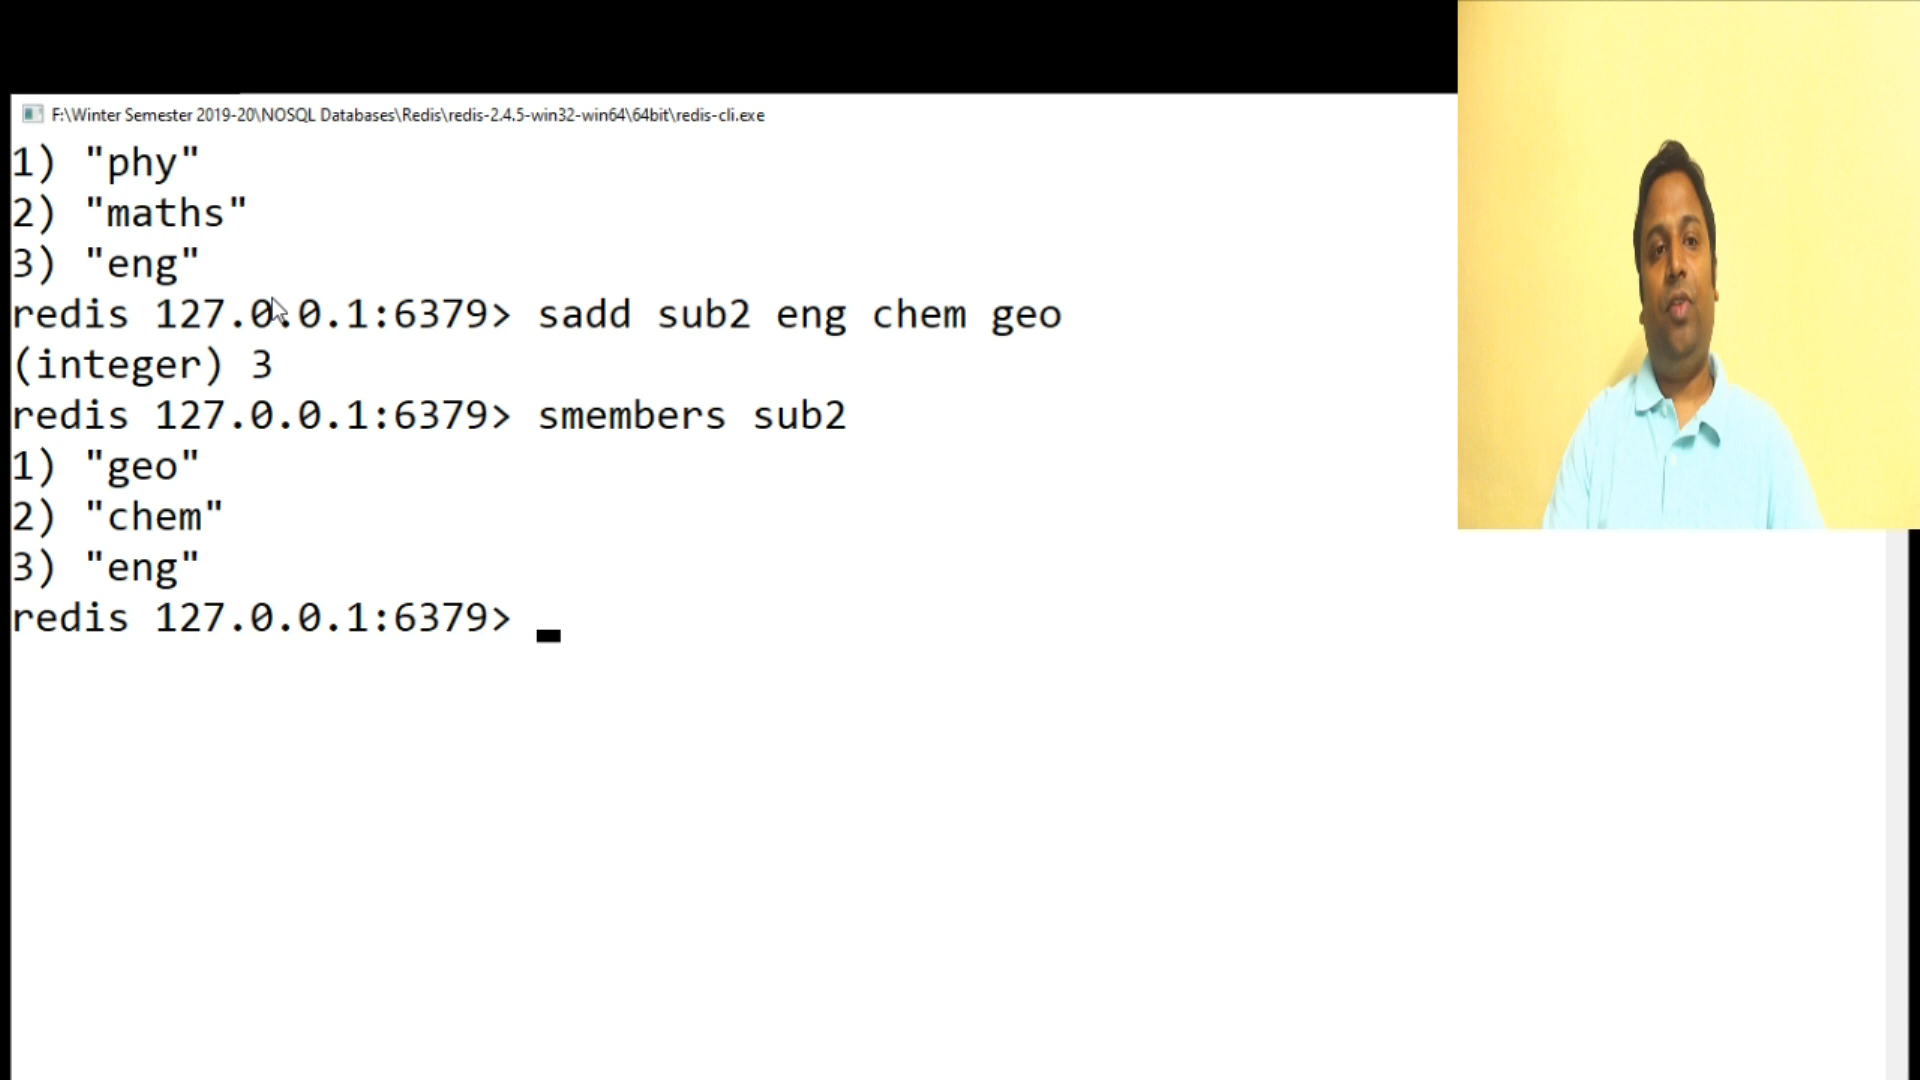 F:\Winter Semester 2019-20\NOSQL Databases\Redis\redis-2.4.5-win32-win64\64bit\redis-cli.exe
1) "phy"
2) "maths"
3) "eng"
redis 127.0.0.1:6379> sadd sub2 eng chem geo
(integer) 3
redis 127.0.0.1:6379> smembers sub2
1) "geo"
2) "chem"
3) "eng"
redis 127.0.0.1:6379>